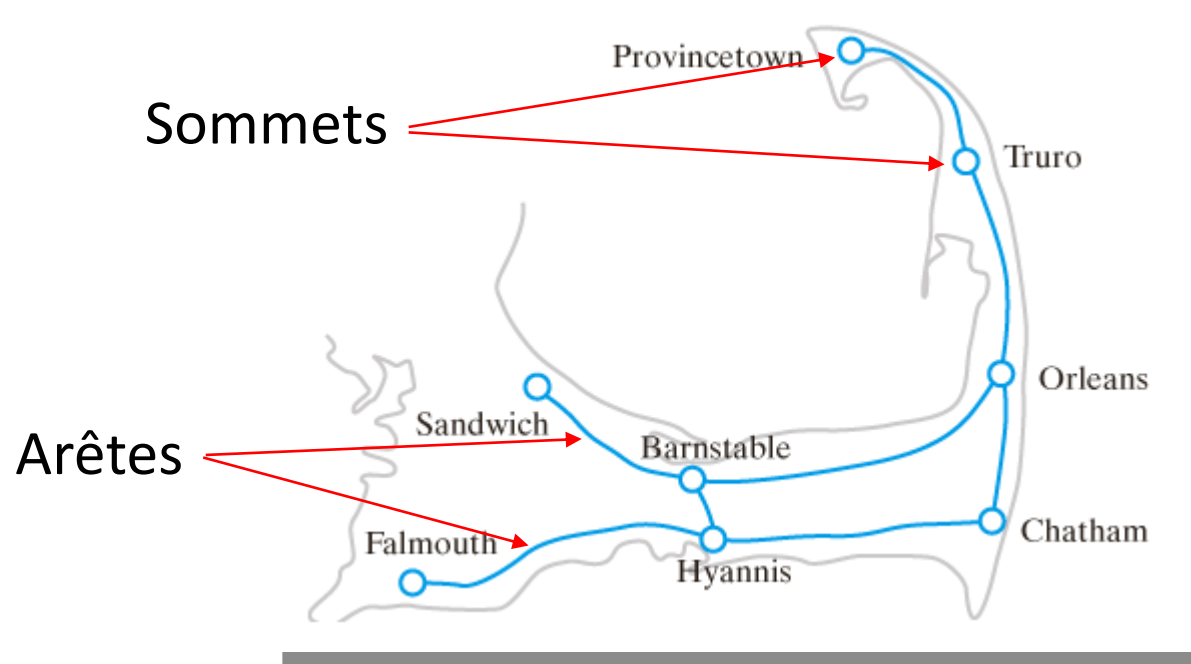 Provincetown
Sommets
Truro
Orleans
Sandwich
Arêtes
Barnstable
Chatham
Falmouth
Hyannis